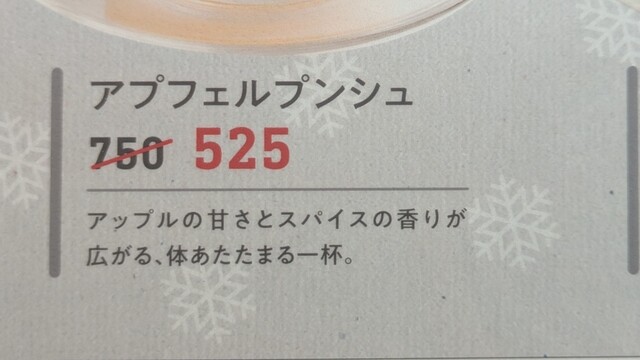 アプフェルプンシュ
750 525
アップルの甘さとスパイスの香りが
広がる、体あたたまる一杯。